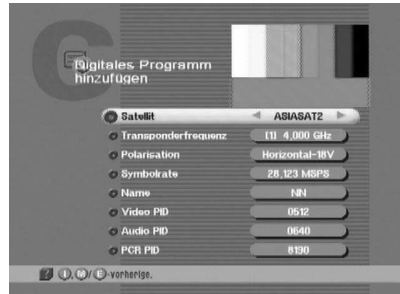 Digitales Programm
hinzufügen
Satellit ASIASAT2
Transponderfrequenz [1] 4,000 GHz
Polarisation Horizontal-18V
Symbolrate 28,123 MSPS
Name NN
Video PID 0512
Audio PID 0640
PCR PID 8190
? I,M/E-vorherige.